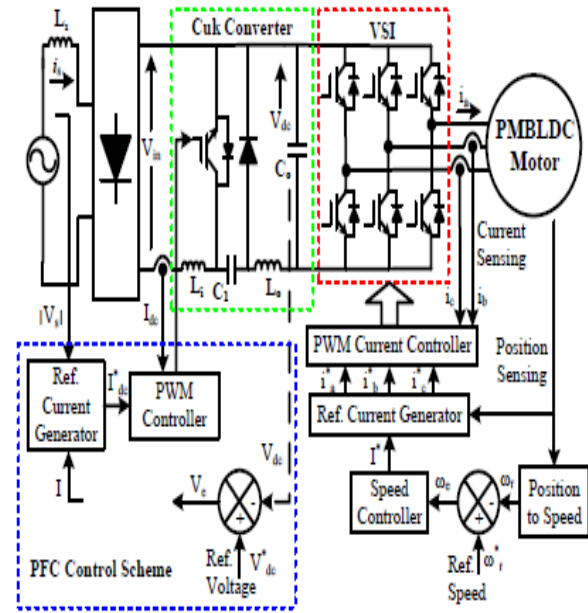 Cuk Converter
VSI
Ls
is
Vin
Vdc
Co
ia
PMBLDC
Motor
Li
C1
Lo
Idc
|Vs|
Current
Sensing
ic
ib
PWM Current Controller
i*a
i*b
i*c
Position
Sensing
Ref.
Current
Generator
I*dc
PWM
Controller
Ref. Current Generator
I
Vdc
I*
Ve
Speed
Controller
ωe
ωr
Position
to Speed
+
-
+
-
PFC Control Scheme
Ref.
Voltage
V*dc
Ref.
Speed
ω*r